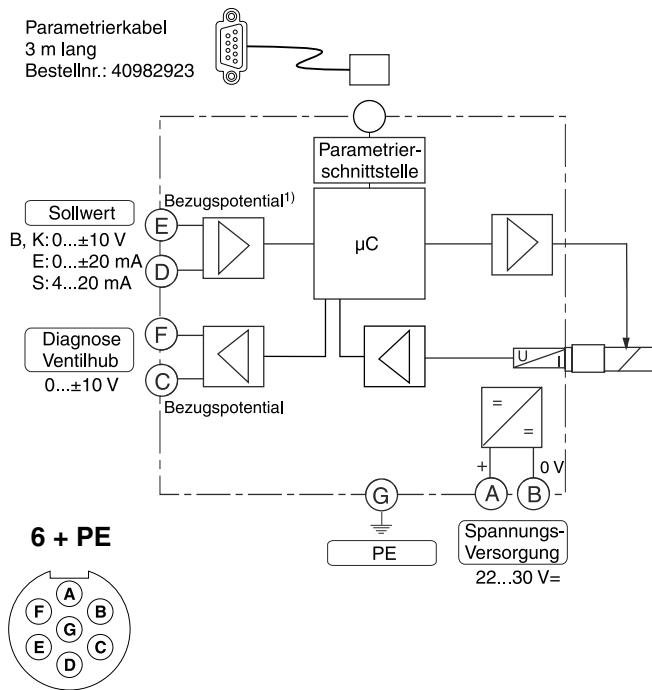 Parametrierkabel
3 m lang
Bestellnr.: 40982923
Parametrier-
schnittstelle
Bezugspotential¹⁾
Sollwert
E
B, K: 0...±10 V
E: 0...±20 mA
S: 4...20 mA
D
µC
F
Diagnose
Ventilhub
0...±10 V
C
Bezugspotential
U
=
=
+
0 V
G
A
B
PE
Spannungs-
Versorgung
22...30 V=
6 + PE
A
F
B
G
E
C
D